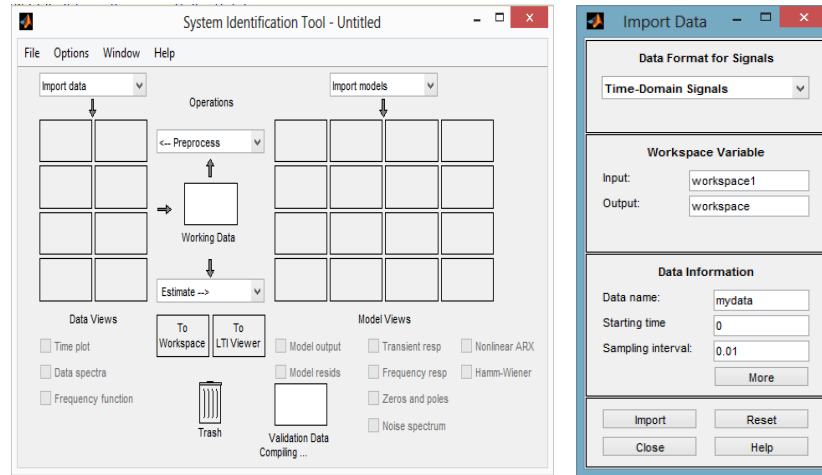 System Identification Tool - Untitled
File Options Window Help
Import data
Import models
Operations
<-- Preprocess
Working Data
Estimate -->
Data Views
To Workspace
To LTI Viewer
Model Views
Time plot
Data spectra
Frequency function
Model output
Transient resp
Nonlinear ARX
Model resids
Frequency resp
Hamm-Wiener
Zeros and poles
Noise spectrum
Trash
Validation Data
Compiling ...
Import Data
Data Format for Signals
Time-Domain Signals
Workspace Variable
Input: workspace1
Output: workspace
Data Information
Data name: mydata
Starting time 0
Sampling interval: 0.01
More
Import Reset
Close Help